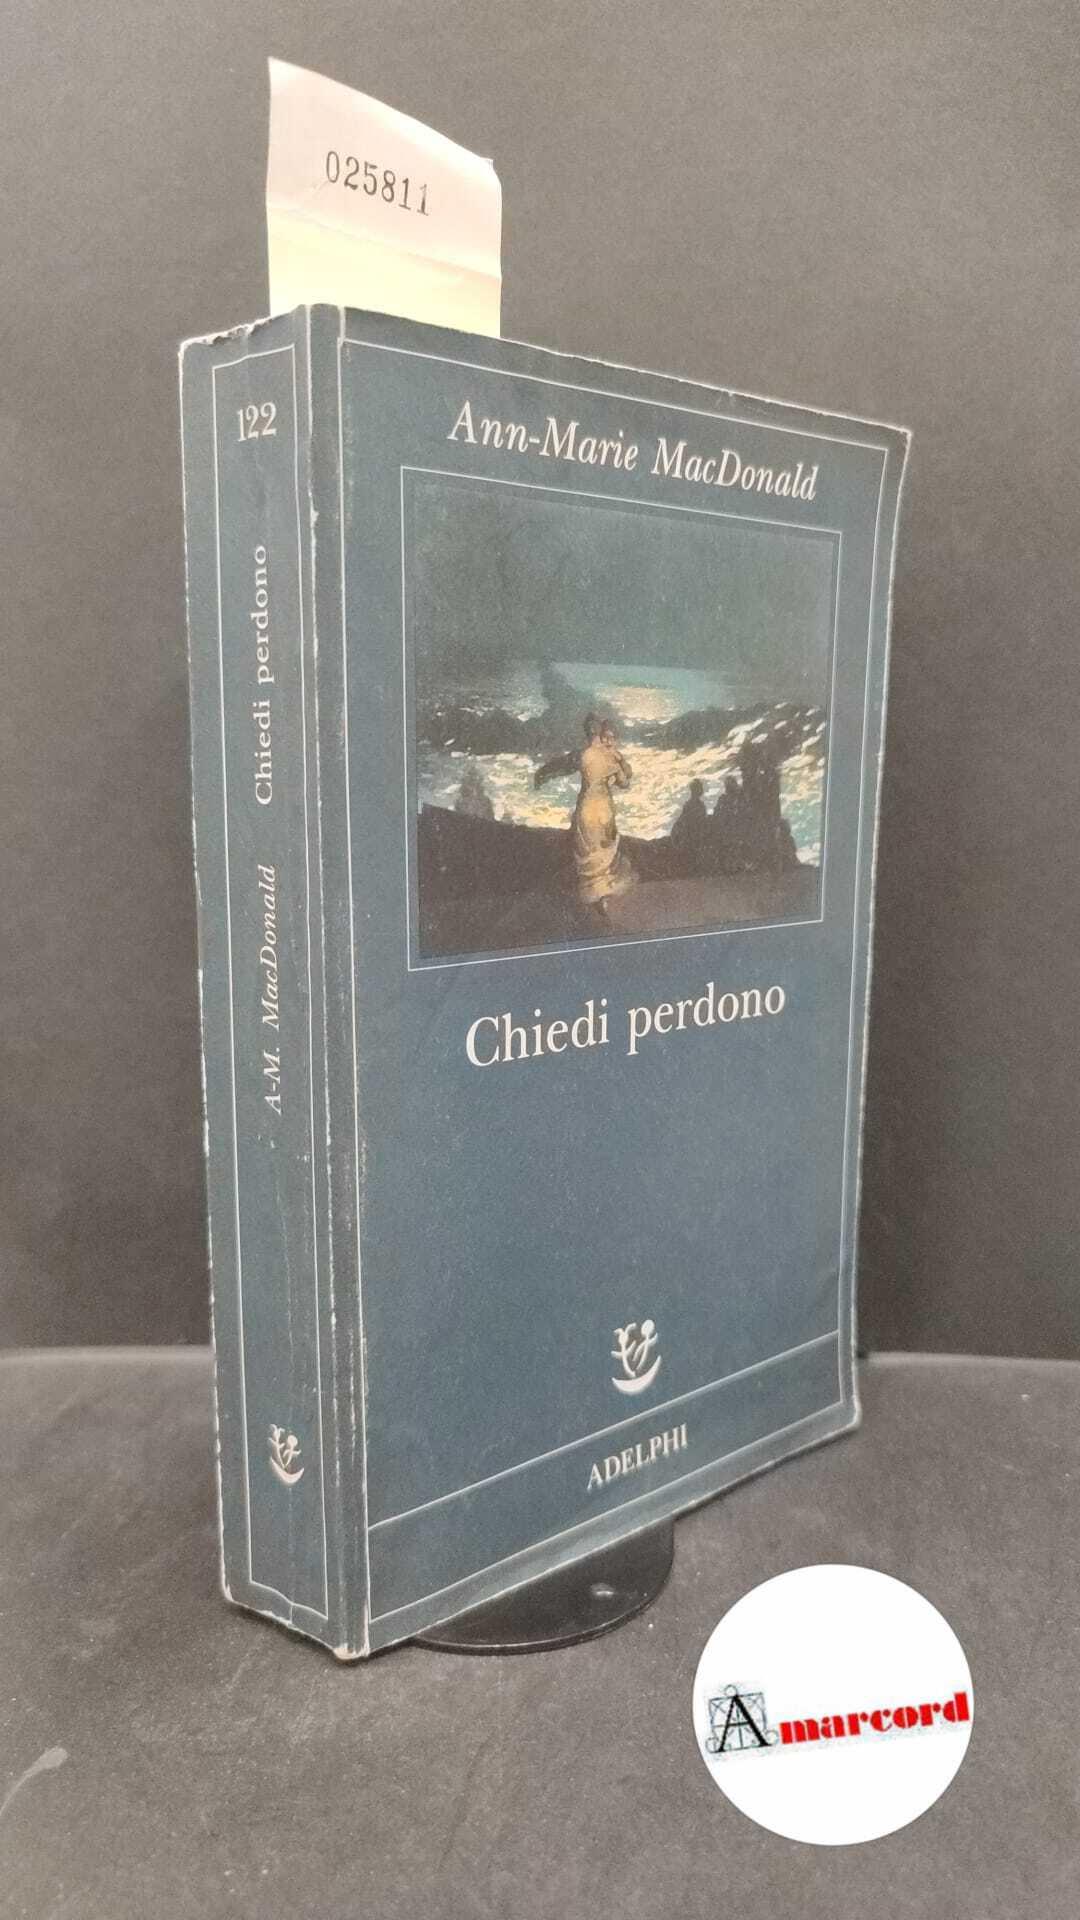 025811
122
Chiedi perdono
A-M. MacDonald
Ann-Marie MacDonald
Chiedi perdono
ADELPHI
Amarcord